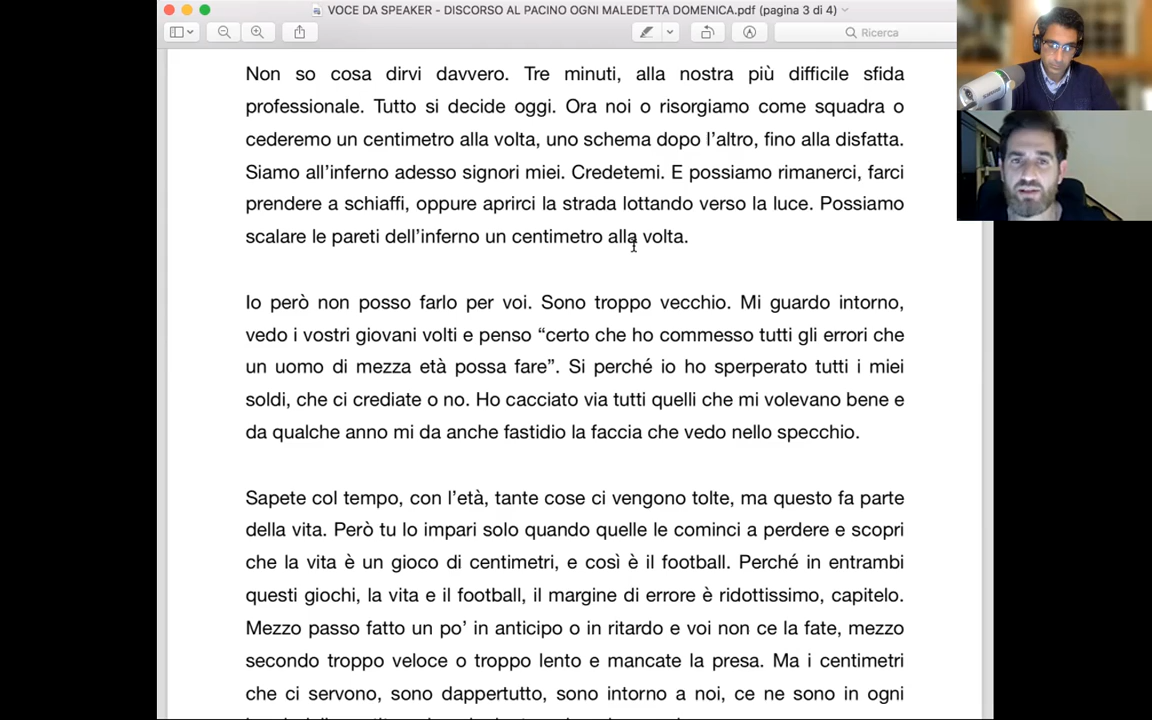 VOCE DA SPEAKER - DISCORSO AL PACINO OGNI MALEDETTA DOMENICA.pdf (pagina 3 di 4)
Ricerca
Non so cosa dirvi davvero. Tre minuti, alla nostra più difficile sfida
professionale. Tutto si decide oggi. Ora noi o risorgiamo come squadra o
cederemo un centimetro alla volta, uno schema dopo l’altro, fino alla disfatta.
Siamo all’inferno adesso signori miei. Credetemi. E possiamo rimanerci, farci
prendere a schiaffi, oppure aprirci la strada lottando verso la luce. Possiamo
scalare le pareti dell’inferno un centimetro alla volta.
Io però non posso farlo per voi. Sono troppo vecchio. Mi guardo intorno,
vedo i vostri giovani volti e penso “certo che ho commesso tutti gli errori che
un uomo di mezza età possa fare”. Si perché io ho sperperato tutti i miei
soldi, che ci crediate o no. Ho cacciato via tutti quelli che mi volevano bene e
da qualche anno mi da anche fastidio la faccia che vedo nello specchio.
Sapete col tempo, con l’età, tante cose ci vengono tolte, ma questo fa parte
della vita. Però tu lo impari solo quando quelle le cominci a perdere e scopri
che la vita è un gioco di centimetri, e così è il football. Perché in entrambi
questi giochi, la vita e il football, il margine di errore è ridottissimo, capitelo.
Mezzo passo fatto un po’ in anticipo o in ritardo e voi non ce la fate, mezzo
secondo troppo veloce o troppo lento e mancate la presa. Ma i centimetri
che ci servono, sono dappertutto, sono intorno a noi, ce ne sono in ogni